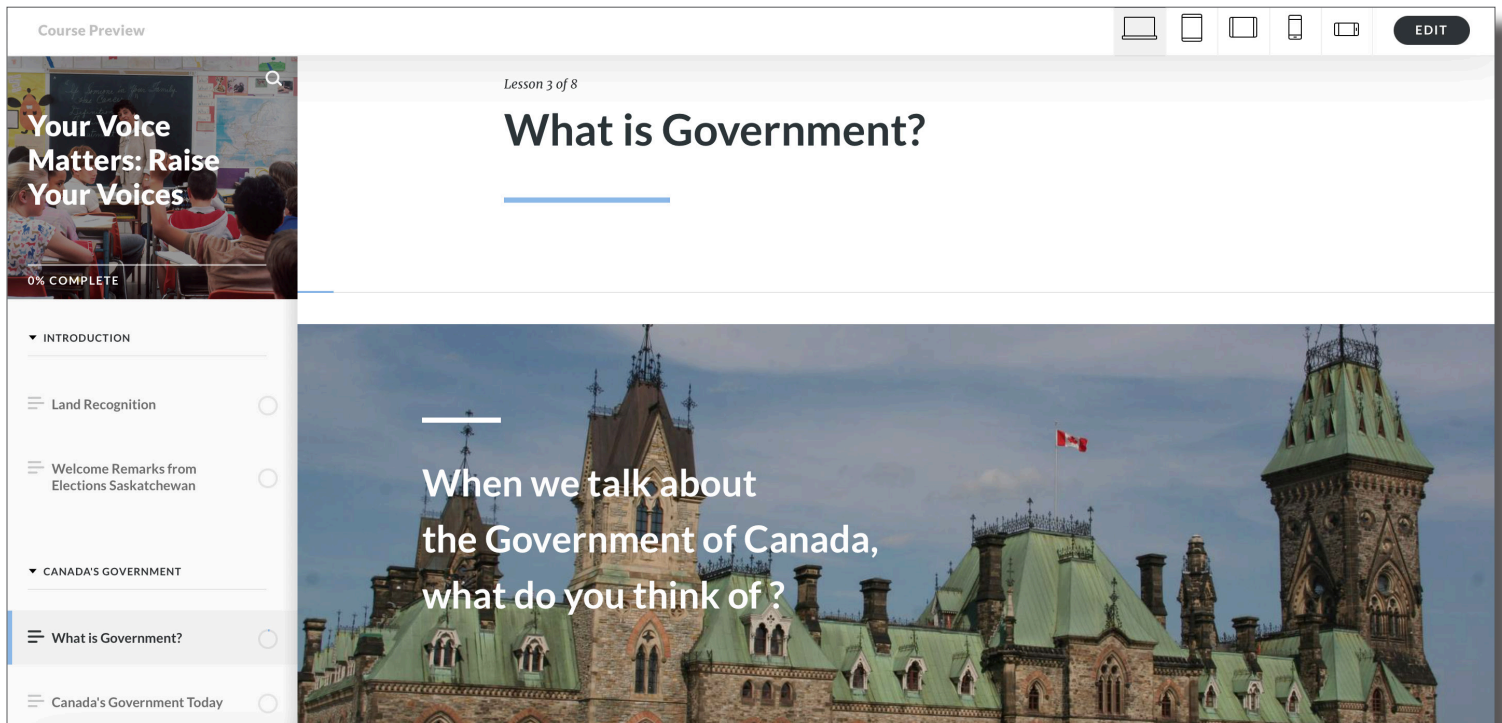 Course Preview
EDIT
Your Voice
Matters: Raise
Your Voices
0% COMPLETE
INTRODUCTION
Land Recognition
Welcome Remarks from
Elections Saskatchewan
CANADA'S GOVERNMENT
What is Government?
Canada's Government Today
Lesson 3 of 8
What is Government?
When we talk about
the Government of Canada,
what do you think of ?